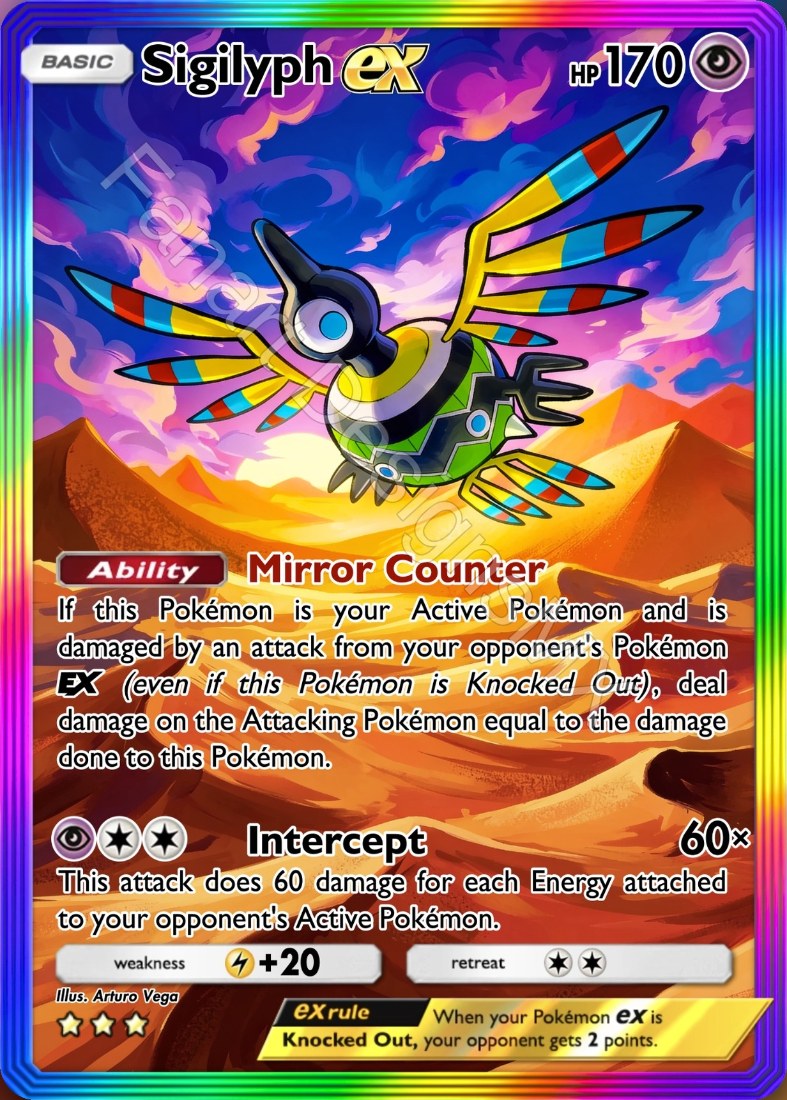 BASIC Sigilyph ex HP 170
Ability Mirror Counter
If this Pokémon is your Active Pokémon and is
damaged by an attack from your opponent's Pokémon
EX (even if this Pokémon is Knocked Out), deal
damage on the Attacking Pokémon equal to the damage
done to this Pokémon.
Intercept 60×
This attack does 60 damage for each Energy attached
to your opponent's Active Pokémon.
weakness +20 retreat
Illus. Arturo Vega
ex rule When your Pokémon ex is
Knocked Out, your opponent gets 2 points.